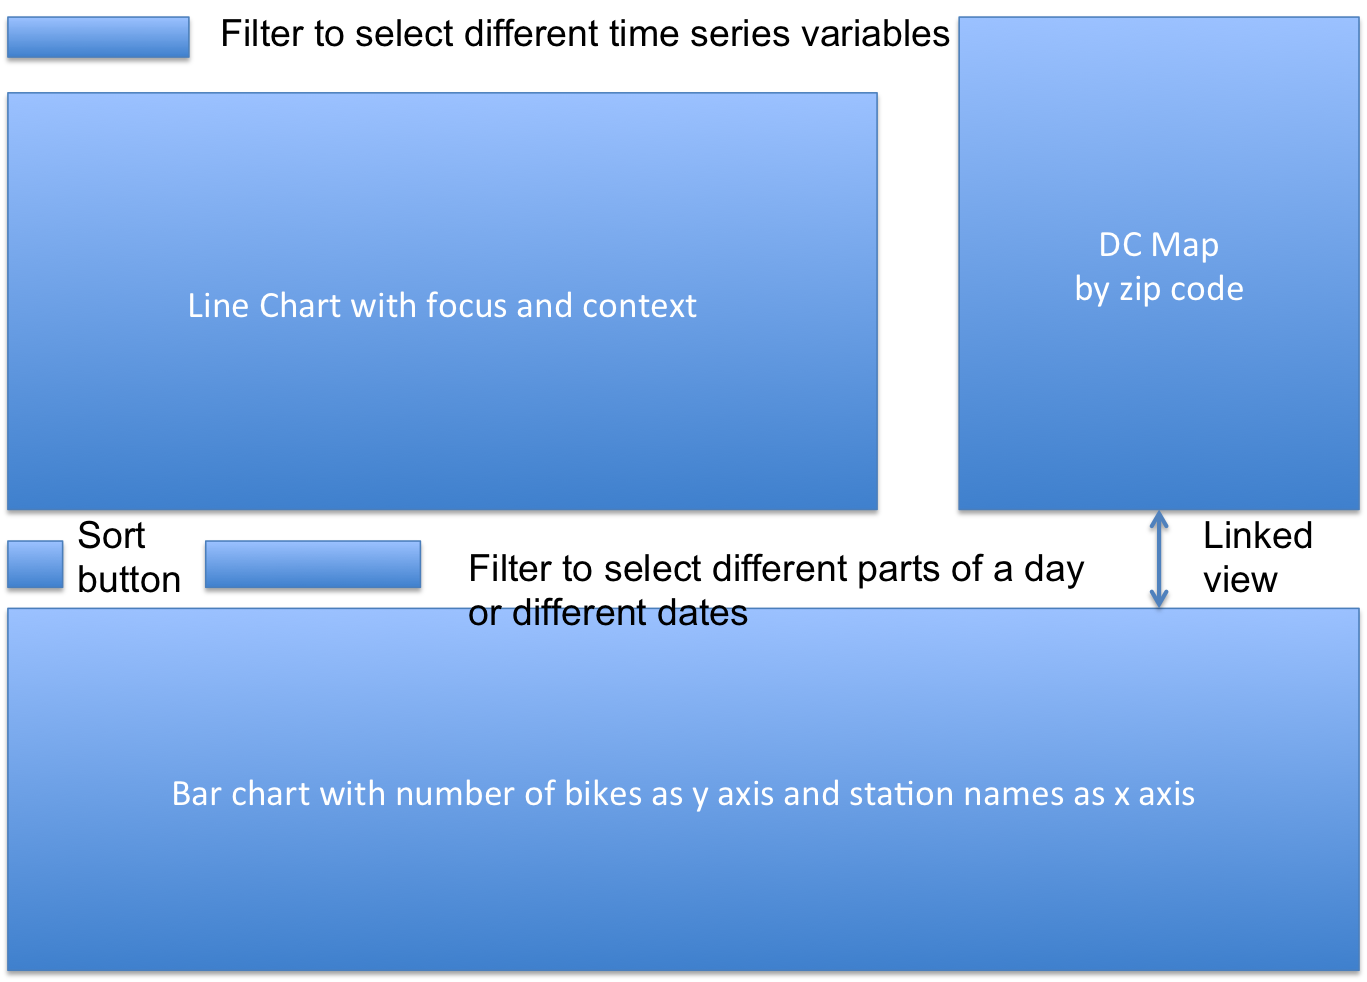 Filter to select different time series variables
Line Chart with focus and context
DC Map
by zip code
Sort
button
Filter to select different parts of a day
or different dates
Linked
view
Bar chart with number of bikes as y axis and station names as x axis